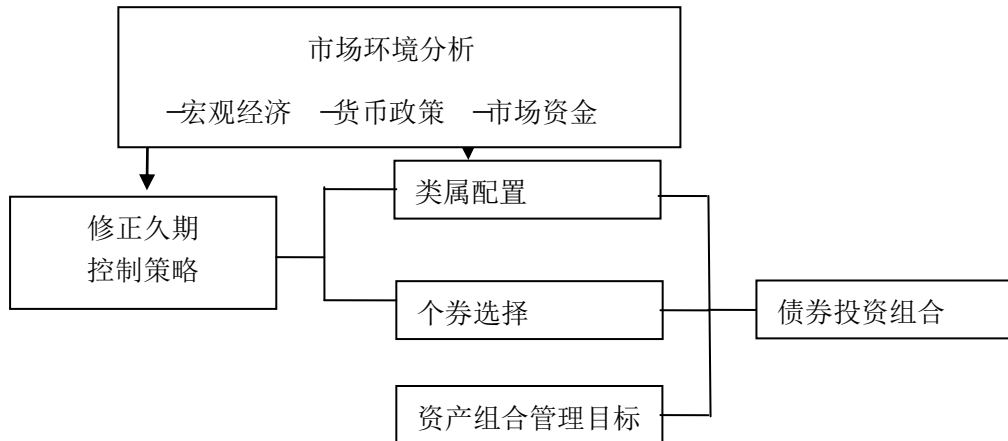 市场环境分析
–宏观经济 –货币政策 –市场资金
修正久期
控制策略
类属配置
个券选择
债券投资组合
资产组合管理目标